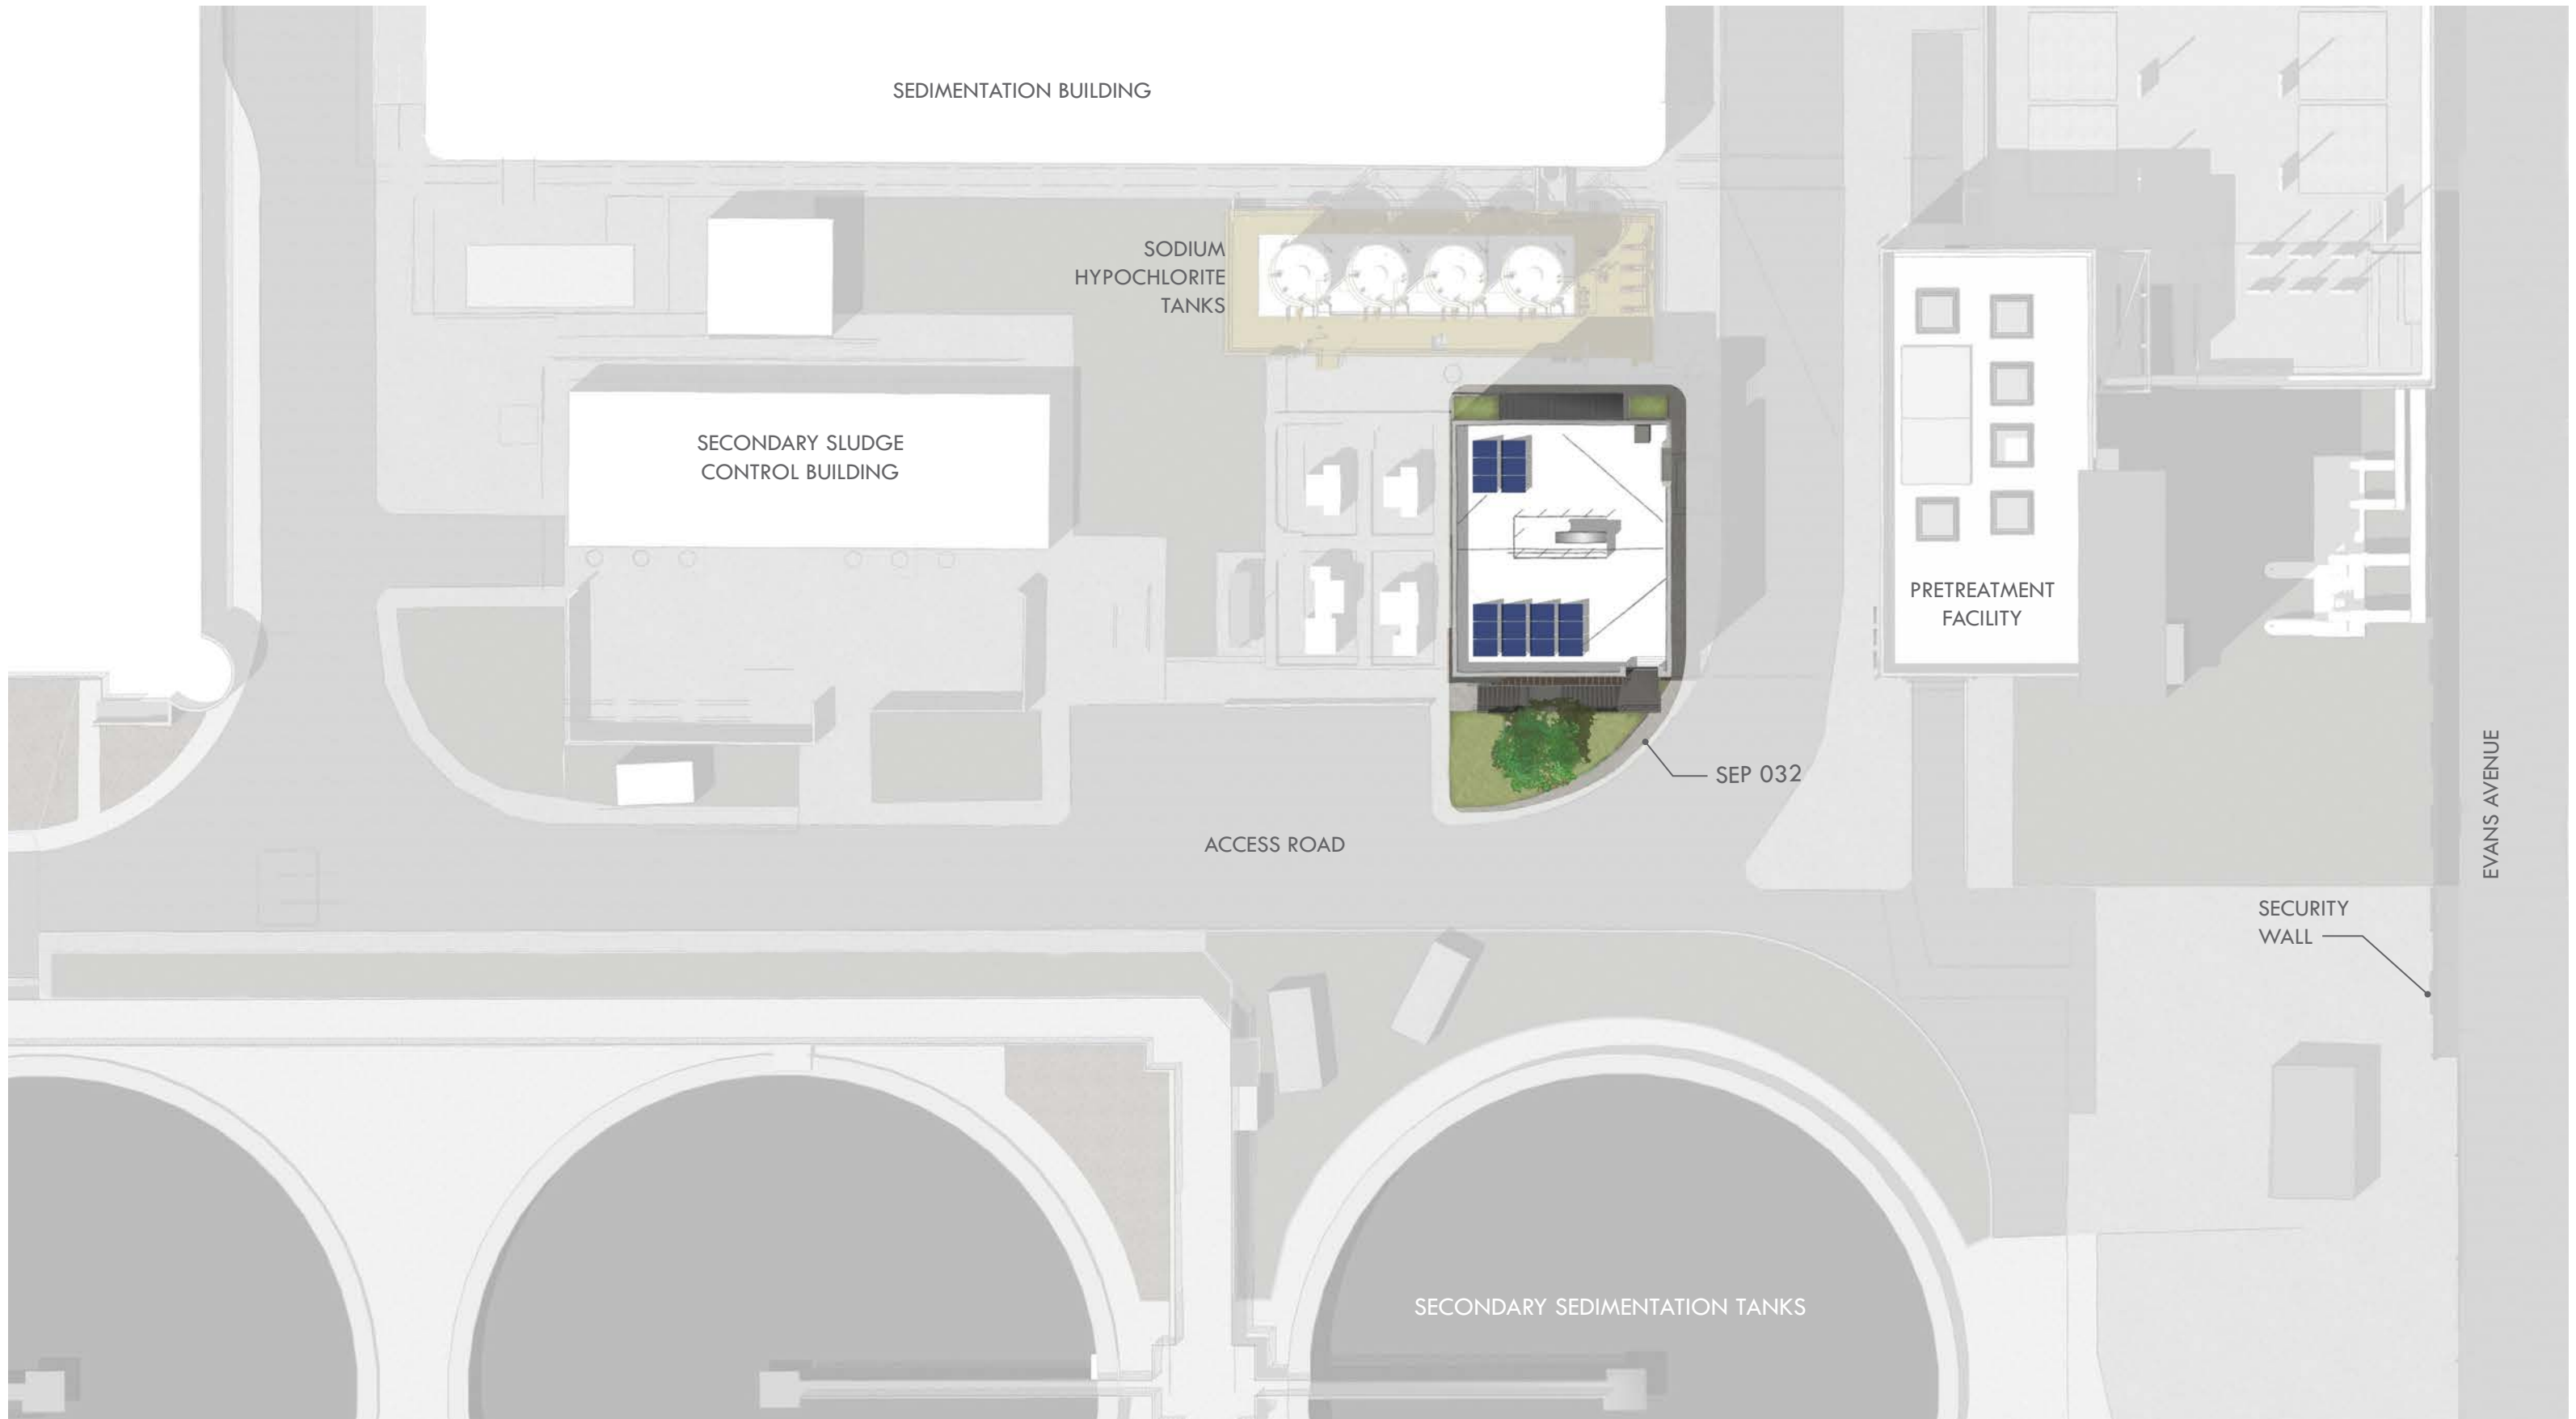 SEDIMENTATION BUILDING
SODIUM
HYPOCHLORITE
TANKS
SECONDARY SLUDGE
CONTROL BUILDING
PRETREATMENT
FACILITY
SEP 032
ACCESS ROAD
EVANS AVENUE
SECURITY
WALL
SECONDARY SEDIMENTATION TANKS